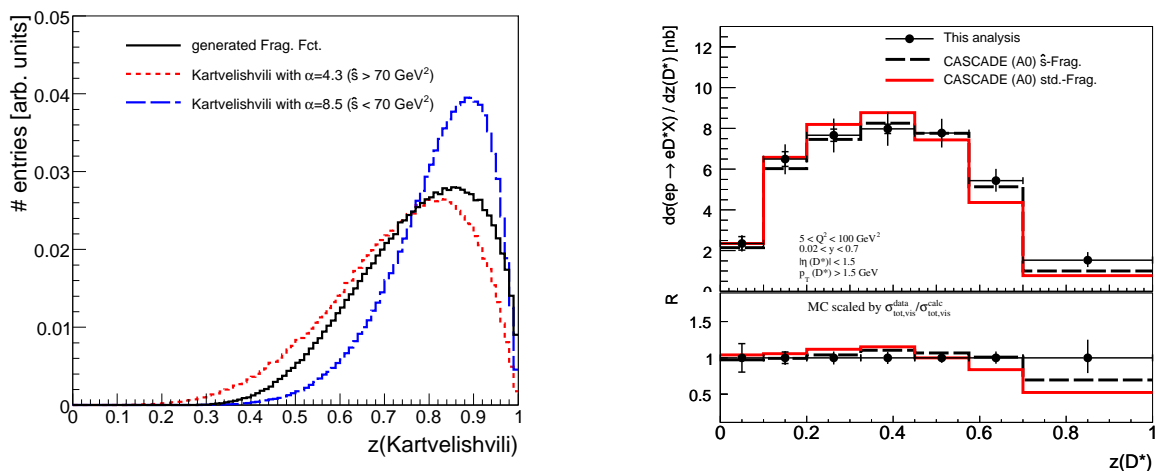 # entries [arb. units]
0.05
0.04
0.03
0.02
0.01
0
generated Frag. Fct.
Kartvelishvili with α=4.3 (ŝ > 70 GeV²)
Kartvelishvili with α=8.5 (ŝ < 70 GeV²)
0 0.1 0.2 0.3 0.4 0.5 0.6 0.7 0.8 0.9 1
z(Kartvelishvili)
dσ(ep → eD*X) / dz(D*) [nb]
12
10
8
6
4
2
0
This analysis
CASCADE (A0) ŝ-Frag.
CASCADE (A0) std.-Frag.
5 < Q² < 100 GeV²
0.02 < y < 0.7
|η (D*)| < 1.5
p_T (D*) > 1.5 GeV
R
1.5
1
0.5
MC scaled by σ^data_tot,vis/σ^calc_tot,vis
0 0.2 0.4 0.6 0.8 1
z(D*)